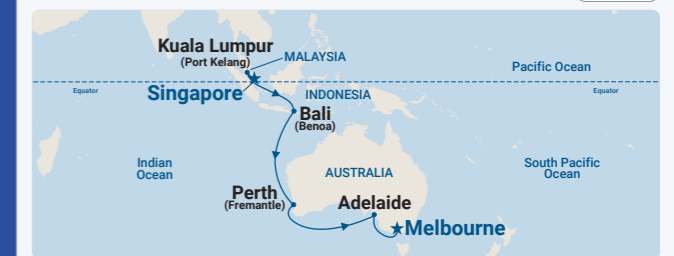 Kuala Lumpur
(Port Kelang)
MALAYSIA
Pacific Ocean
Equator
Singapore
INDONESIA
Equator
Bali
(Benoa)
Indian
Ocean
AUSTRALIA
South Pacific
Ocean
Perth
(Fremantle)
Adelaide
Melbourne